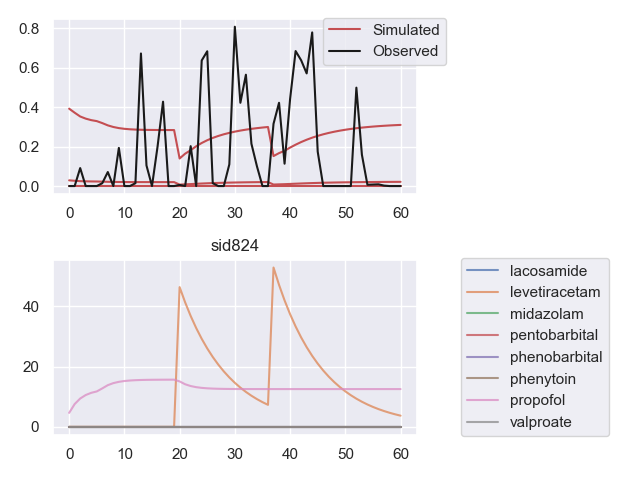 0.8
0.6
0.4
0.2
0.0
Simulated
Observed
0 10 20 30 40 50 60
sid824
40
20
0
0 10 20 30 40 50 60
lacosamide
levetiracetam
midazolam
pentobarbital
phenobarbital
phenytoin
propofol
valproate